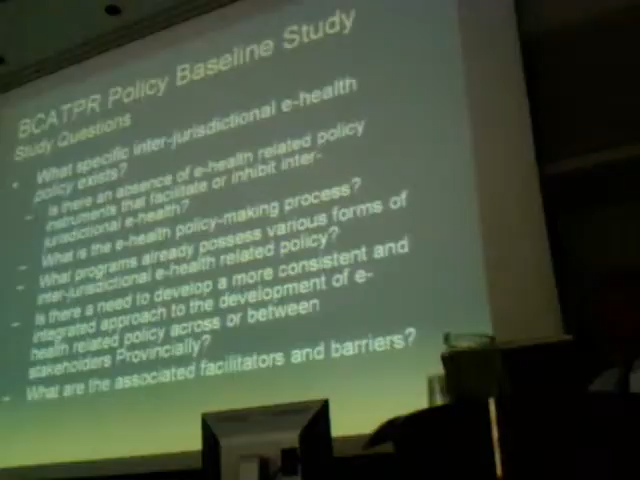 BCATPR Policy Baseline Study
Study Questions
• What specific inter-jurisdictional e-health
policy exists?
– Is there an absence of e-health related policy
instruments that facilitate or inhibit inter-
jurisdictional e-health?
– What is the e-health policy-making process?
– What programs already possess various forms of
inter-jurisdictional e-health related policy?
– Is there a need to develop a more consistent and
integrated approach to the development of e-
health related policy across or between
stakeholders Provincially?
– What are the associated facilitators and barriers?